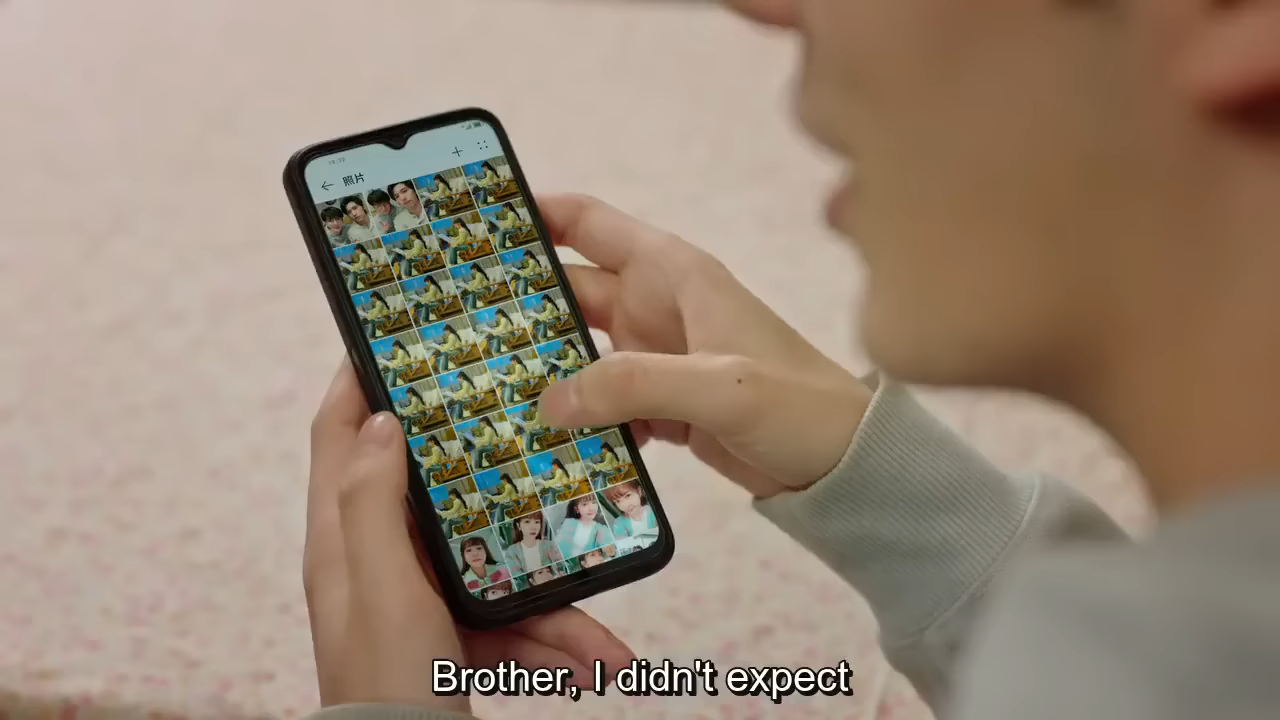 照片
Brother, I didn't expect